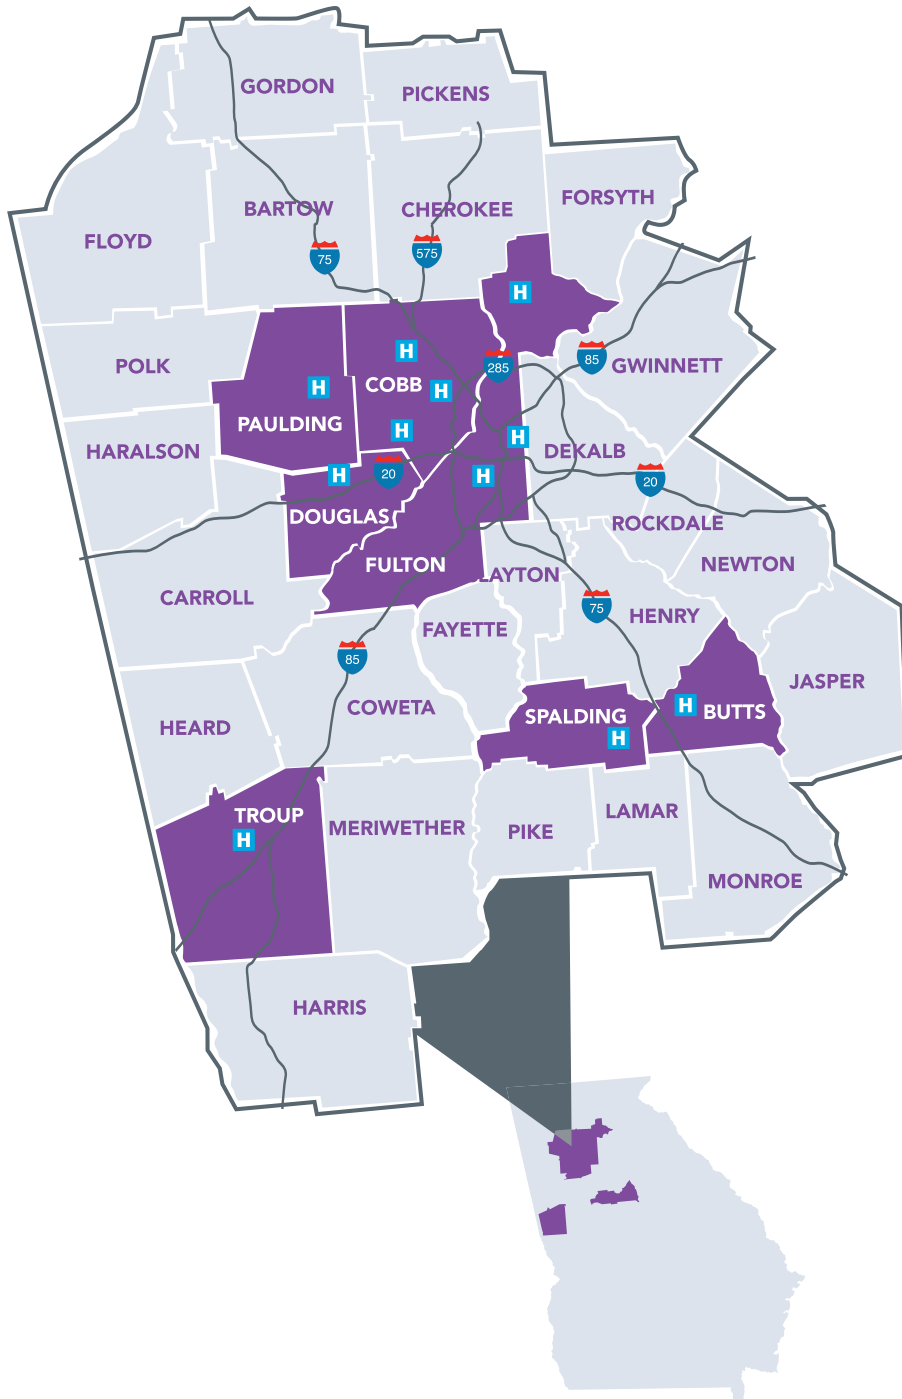 GORDON
PICKENS
FORSYTH
BARTOW
CHEROKEE
FLOYD
75
575
H
285
85
GWINNETT
POLK
H
COBB
H
H
PAULDING
H
H
DEKALB
HARALSON
H
20
H
20
DOUGLAS
ROCKDALE
FULTON
NEWTON
LAYTON
CARROLL
75
HENRY
FAYETTE
85
JASPER
COWETA
H
BUTTS
SPALDING
HEARD
H
TROUP
LAMAR
MERIWETHER
PIKE
H
MONROE
HARRIS